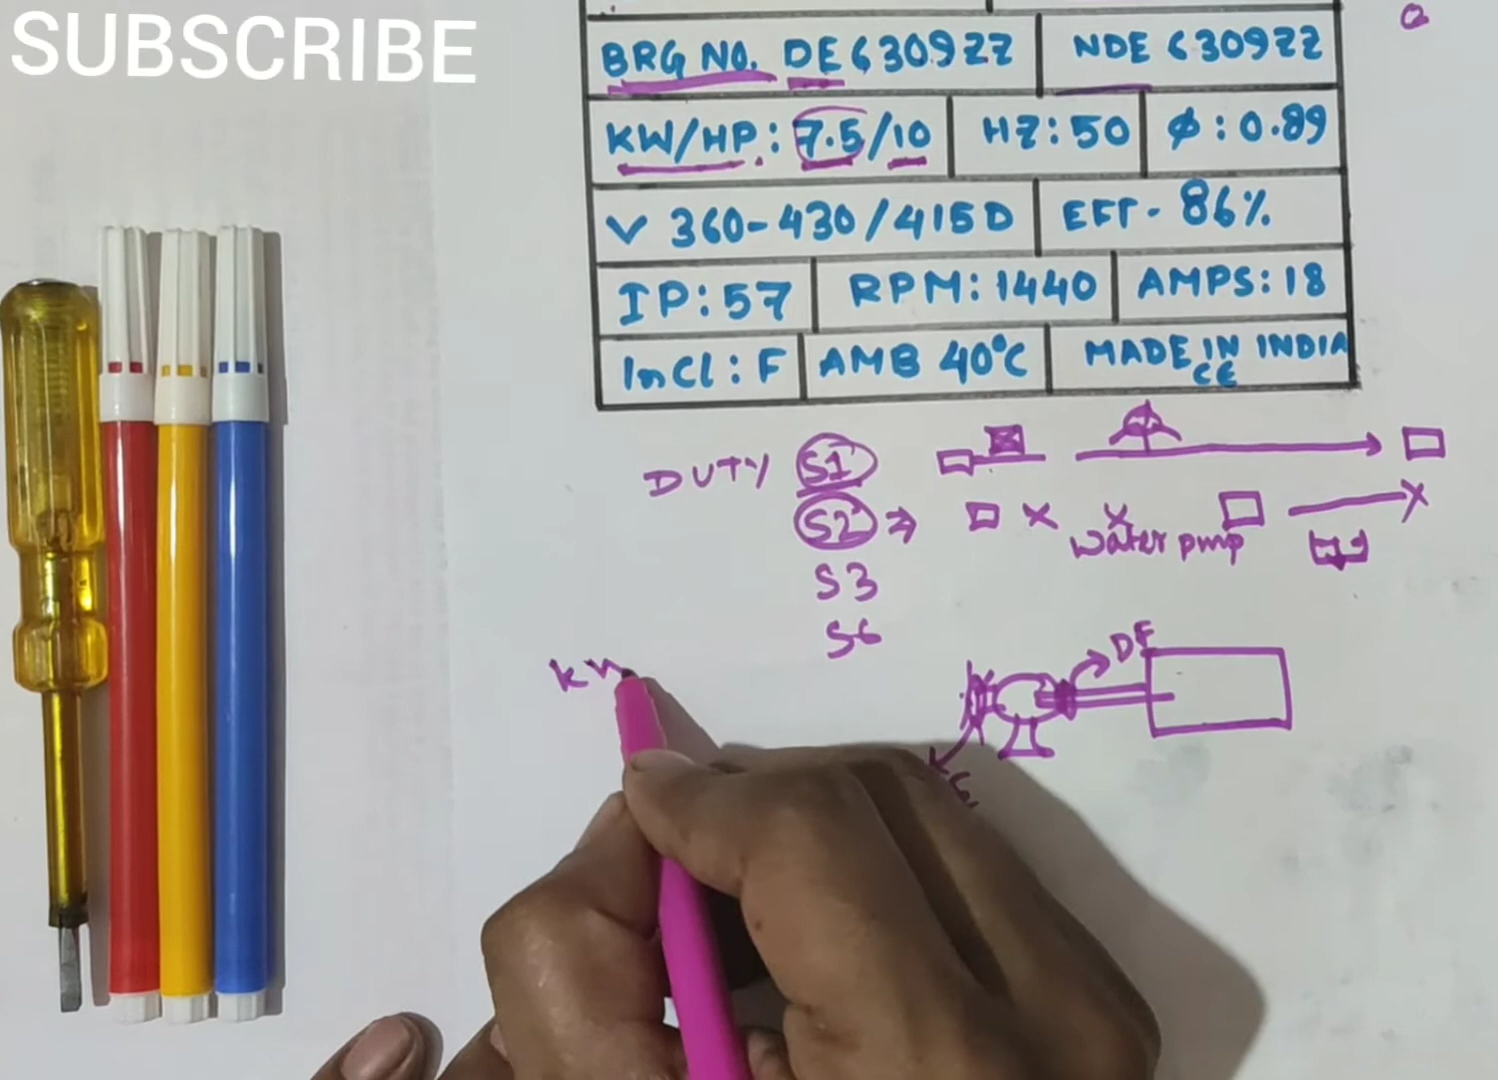 SUBSCRIBE
BRG NO. DE 6309ZZ NDE 6309ZZ
KW/HP: 7.5/10 HZ: 50 ϕ: 0.89
V 360-430/415D EFF- 86%
IP: 57 RPM: 1440 AMPS: 18
InCl: F AMB 40°C MADE IN INDIA
CE
DUTY S1
S2 ⇒
water pmp
S3
S6
DE
kw